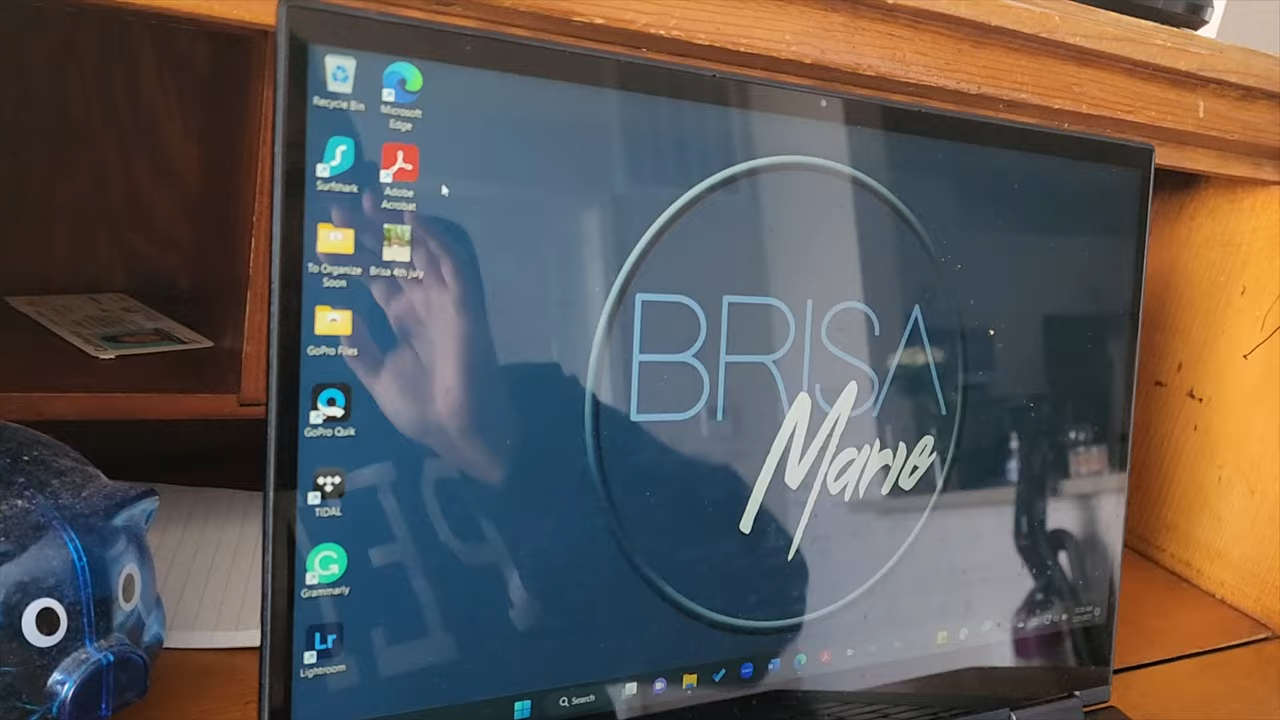 Recycle Bin
Microsoft
Edge
Surfshark
Adobe
Acrobat
To Organize
Soon
Brisa 4th july
GoPro Files
GoPro Quik
TIDAL
Grammarly
Lr
Lightroom
BRISA
Marie
Search